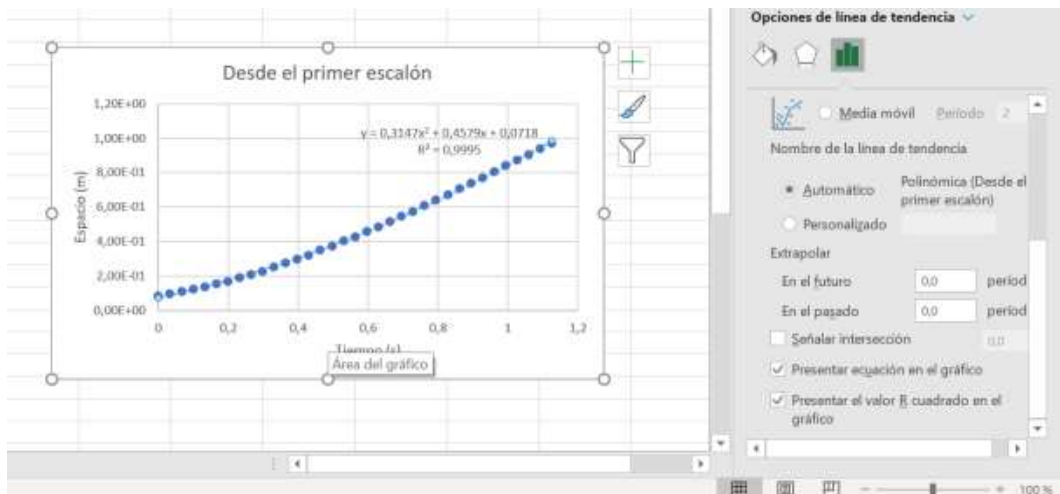 Desde el primer escalón
1,20E+00
1,00E+00
8,00E-01
6,00E-01
4,00E-01
2,00E-01
0,00E+00
Espacio (m)
y = 0,3147x² + 0,4579x + 0,0718
R² = 0,9995
0 0,2 0,4 0,6 0,8 1 1,2
Tiempo (s)
Área del gráfico
Opciones de línea de tendencia
Media móvil Período 2
Nombre de la línea de tendencia
Automático Polinómica (Desde el
primer escalón)
Personalizado
Extrapolar
En el futuro 0,0 períod
En el pasado 0,0 períod
Señalar intersección 0,0
Presentar ecuación en el gráfico
Presentar el valor R cuadrado en el
gráfico
100 %